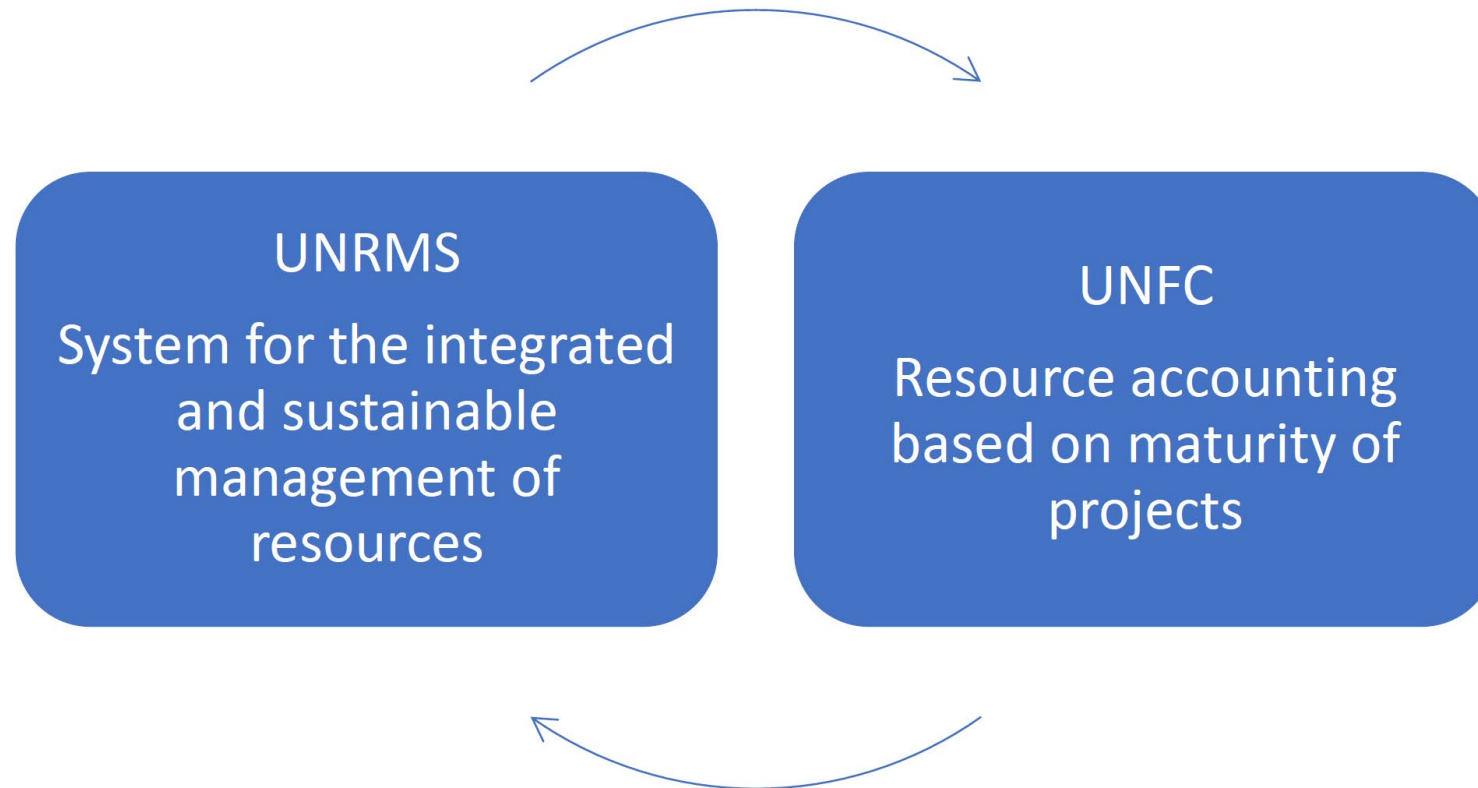 UNRMS
System for the integrated
and sustainable
management of
resources
UNFC
Resource accounting
based on maturity of
projects